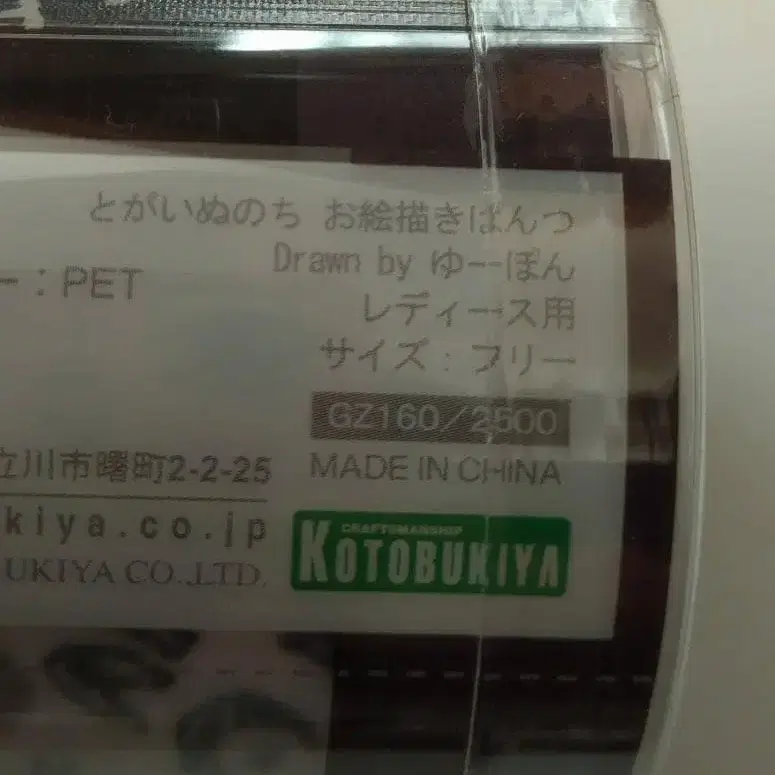 とがいぬのち お絵描きぱんつ
Drawn by ゆーぽん
ー：PET
レディース用
サイズ：フリー
GZ160/2500
立川市曙町2-2-25
MADE IN CHINA
kiya.co.jp
UKIYA CO.,LTD.
CRAFTSMANSHIP
KOTOBUKIYA